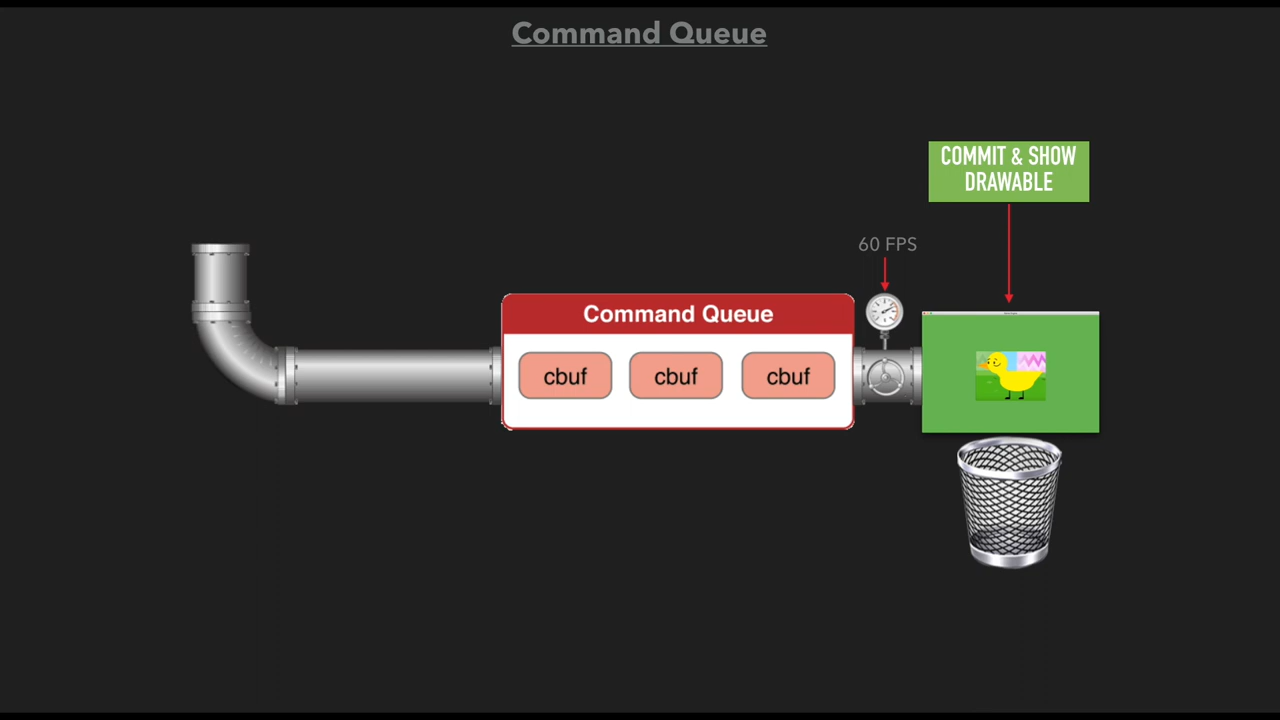 Command Queue
COMMIT & SHOW
DRAWABLE
60 FPS
Command Queue
cbuf cbuf cbuf